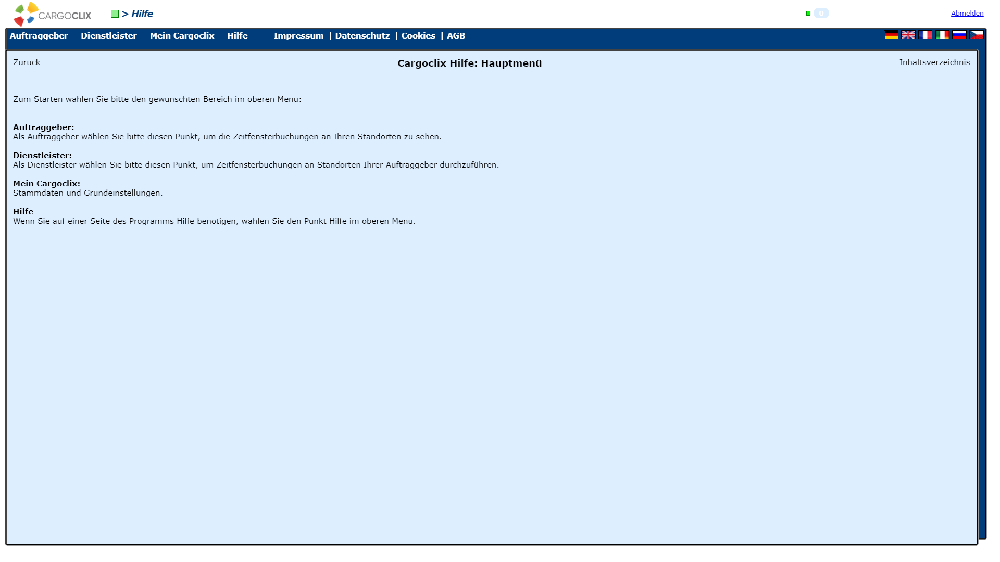 CARGOCLIX > Hilfe 0 Abmelden
Auftraggeber Dienstleister Mein Cargoclix Hilfe Impressum | Datenschutz | Cookies | AGB
Zurück Cargoclix Hilfe: Hauptmenü Inhaltsverzeichnis
Zum Starten wählen Sie bitte den gewünschten Bereich im oberen Menü:
Auftraggeber:
Als Auftraggeber wählen Sie bitte diesen Punkt, um die Zeitfensterbuchungen an Ihren Standorten zu sehen.
Dienstleister:
Als Dienstleister wählen Sie bitte diesen Punkt, um Zeitfensterbuchungen an Standorten Ihrer Auftraggeber durchzuführen.
Mein Cargoclix:
Stammdaten und Grundeinstellungen.
Hilfe
Wenn Sie auf einer Seite des Programms Hilfe benötigen, wählen Sie den Punkt Hilfe im oberen Menü.